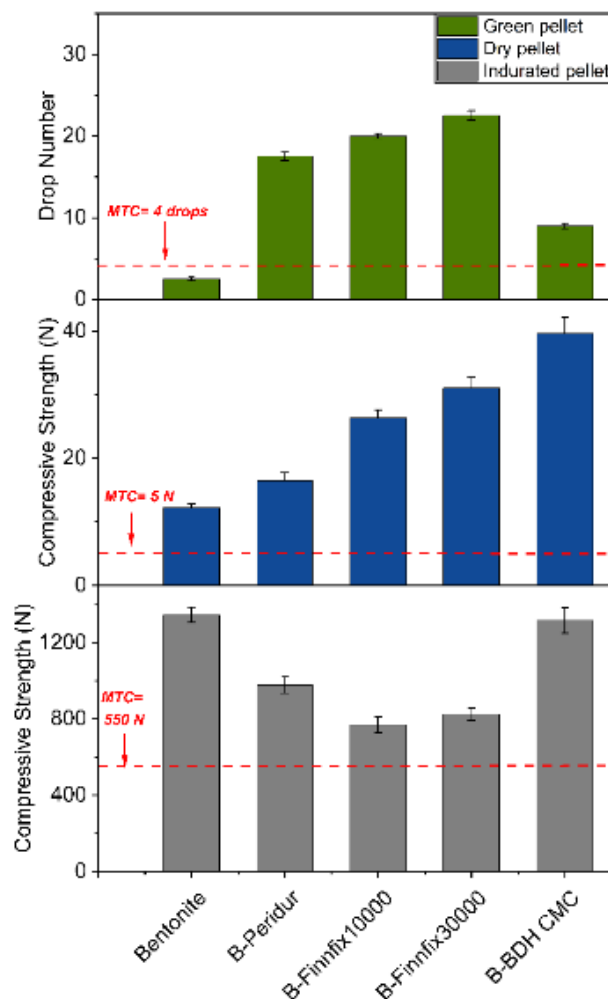 Green pellet
Dry pellet
Indurated pellet
Drop Number
30
20
10
0
MTC= 4 drops
Compressive Strength (N)
40
20
0
MTC= 5 N
Compressive Strength (N)
1200
800
400
0
MTC=
550 N
Bentonite
B-Peridur
B-Finnfix10000
B-Finnfix30000
B-BDH CMC